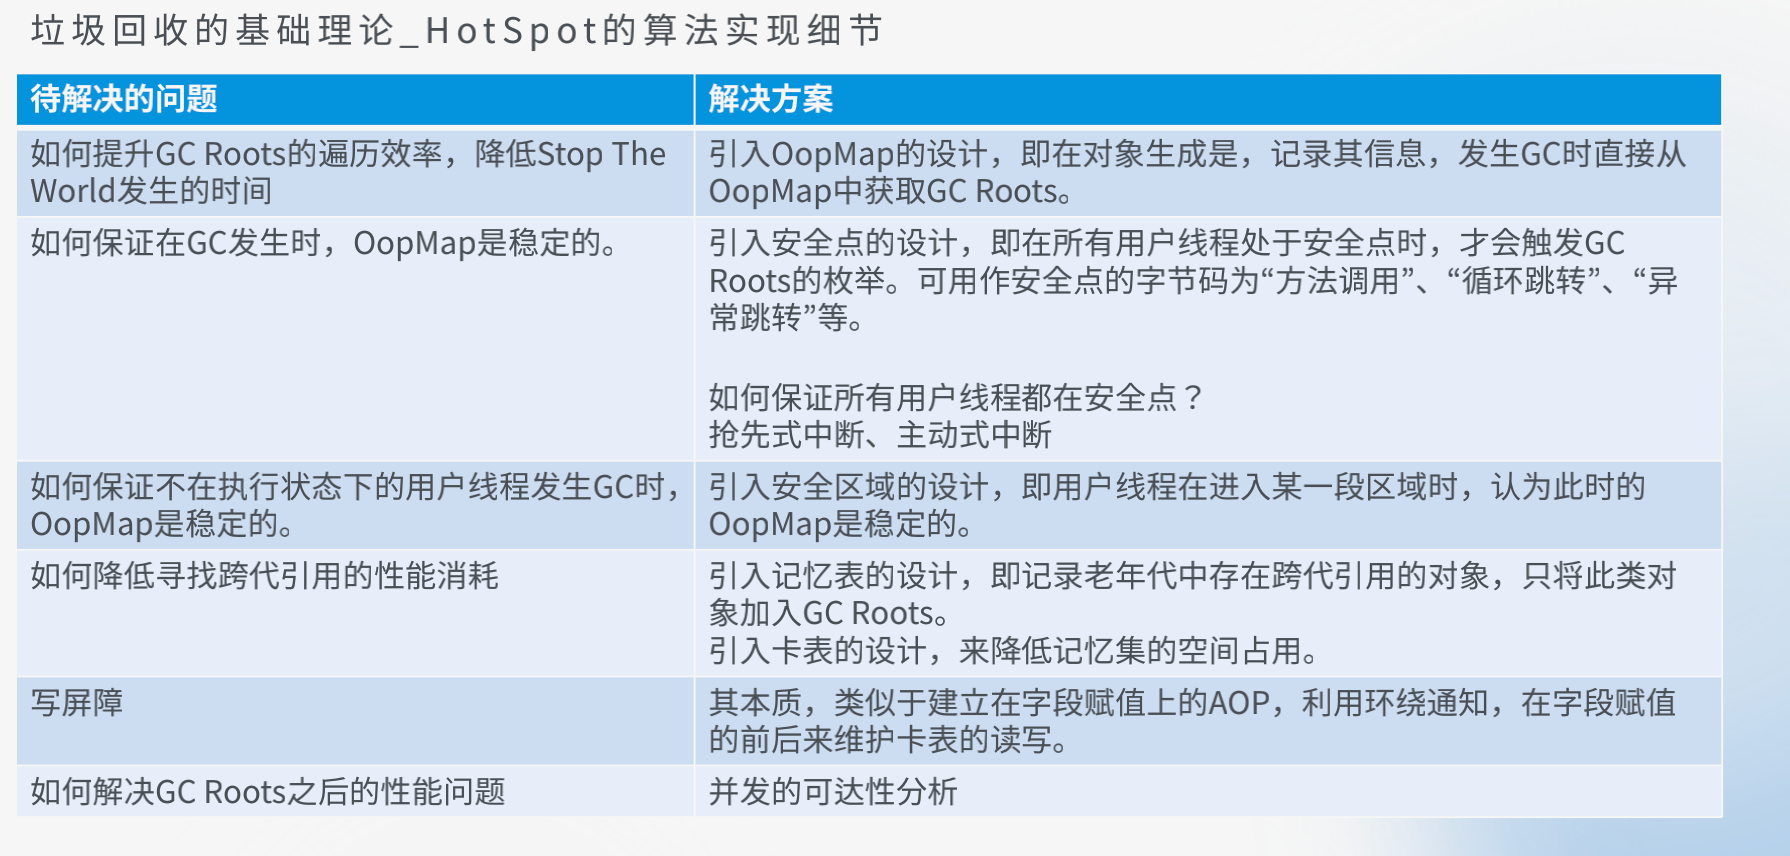 垃圾回收的基础理论_HotSpot的算法实现细节
待解决的问题
解决方案
如何提升GC Roots的遍历效率，降低Stop The
World发生的时间
引入OopMap的设计，即在对象生成是，记录其信息，发生GC时直接从
OopMap中获取GC Roots。
如何保证在GC发生时，OopMap是稳定的。
引入安全点的设计，即在所有用户线程处于安全点时，才会触发GC
Roots的枚举。可用作安全点的字节码为“方法调用”、“循环跳转”、“异
常跳转”等。
如何保证所有用户线程都在安全点？
抢先式中断、主动式中断
如何保证不在执行状态下的用户线程发生GC时，
OopMap是稳定的。
引入安全区域的设计，即用户线程在进入某一段区域时，认为此时的
OopMap是稳定的。
如何降低寻找跨代引用的性能消耗
引入记忆表的设计，即记录老年代中存在跨代引用的对象，只将此类对
象加入GC Roots。
引入卡表的设计，来降低记忆集的空间占用。
写屏障
其本质，类似于建立在字段赋值上的AOP，利用环绕通知，在字段赋值
的前后来维护卡表的读写。
如何解决GC Roots之后的性能问题
并发的可达性分析